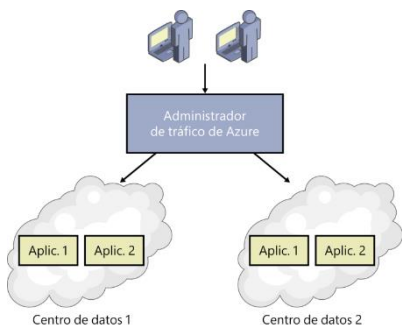 Administrador
de tráfico de Azure
Aplic. 1
Aplic. 2
Aplic. 1
Aplic. 2
Centro de datos 1
Centro de datos 2